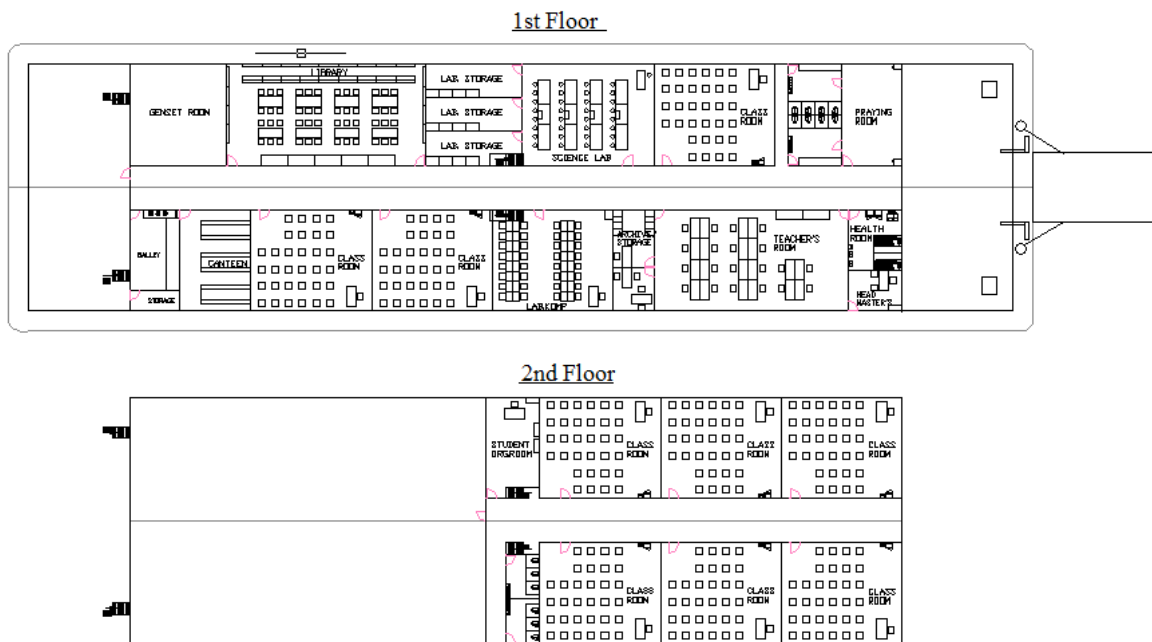 1st Floor
LIBRARY
LAB STORAGE
GENSET ROOM
LAB STORAGE
CLASS
ROOM
PRAYING
ROOM
LAB STORAGE
SCIENCE LAB
HEALTH
ROOM
ARCHIVE/
STORAGE
TEACHER'S
ROOM
CANTEEN
CLASS
ROOM
CLASS
ROOM
STORAGE
LABKOMP
HEAD
MASTER'S
2nd Floor
STUDENT
ORGROOM
CLASS
ROOM
CLASS
ROOM
CLASS
ROOM
CLASS
ROOM
CLASS
ROOM
CLASS
ROOM